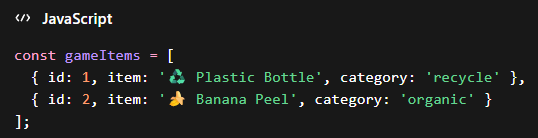 </> JavaScript
const gameItems = [
  { id: 1, item: '♻️ Plastic Bottle', category: 'recycle' },
  { id: 2, item: '🍌 Banana Peel', category: 'organic' }
];